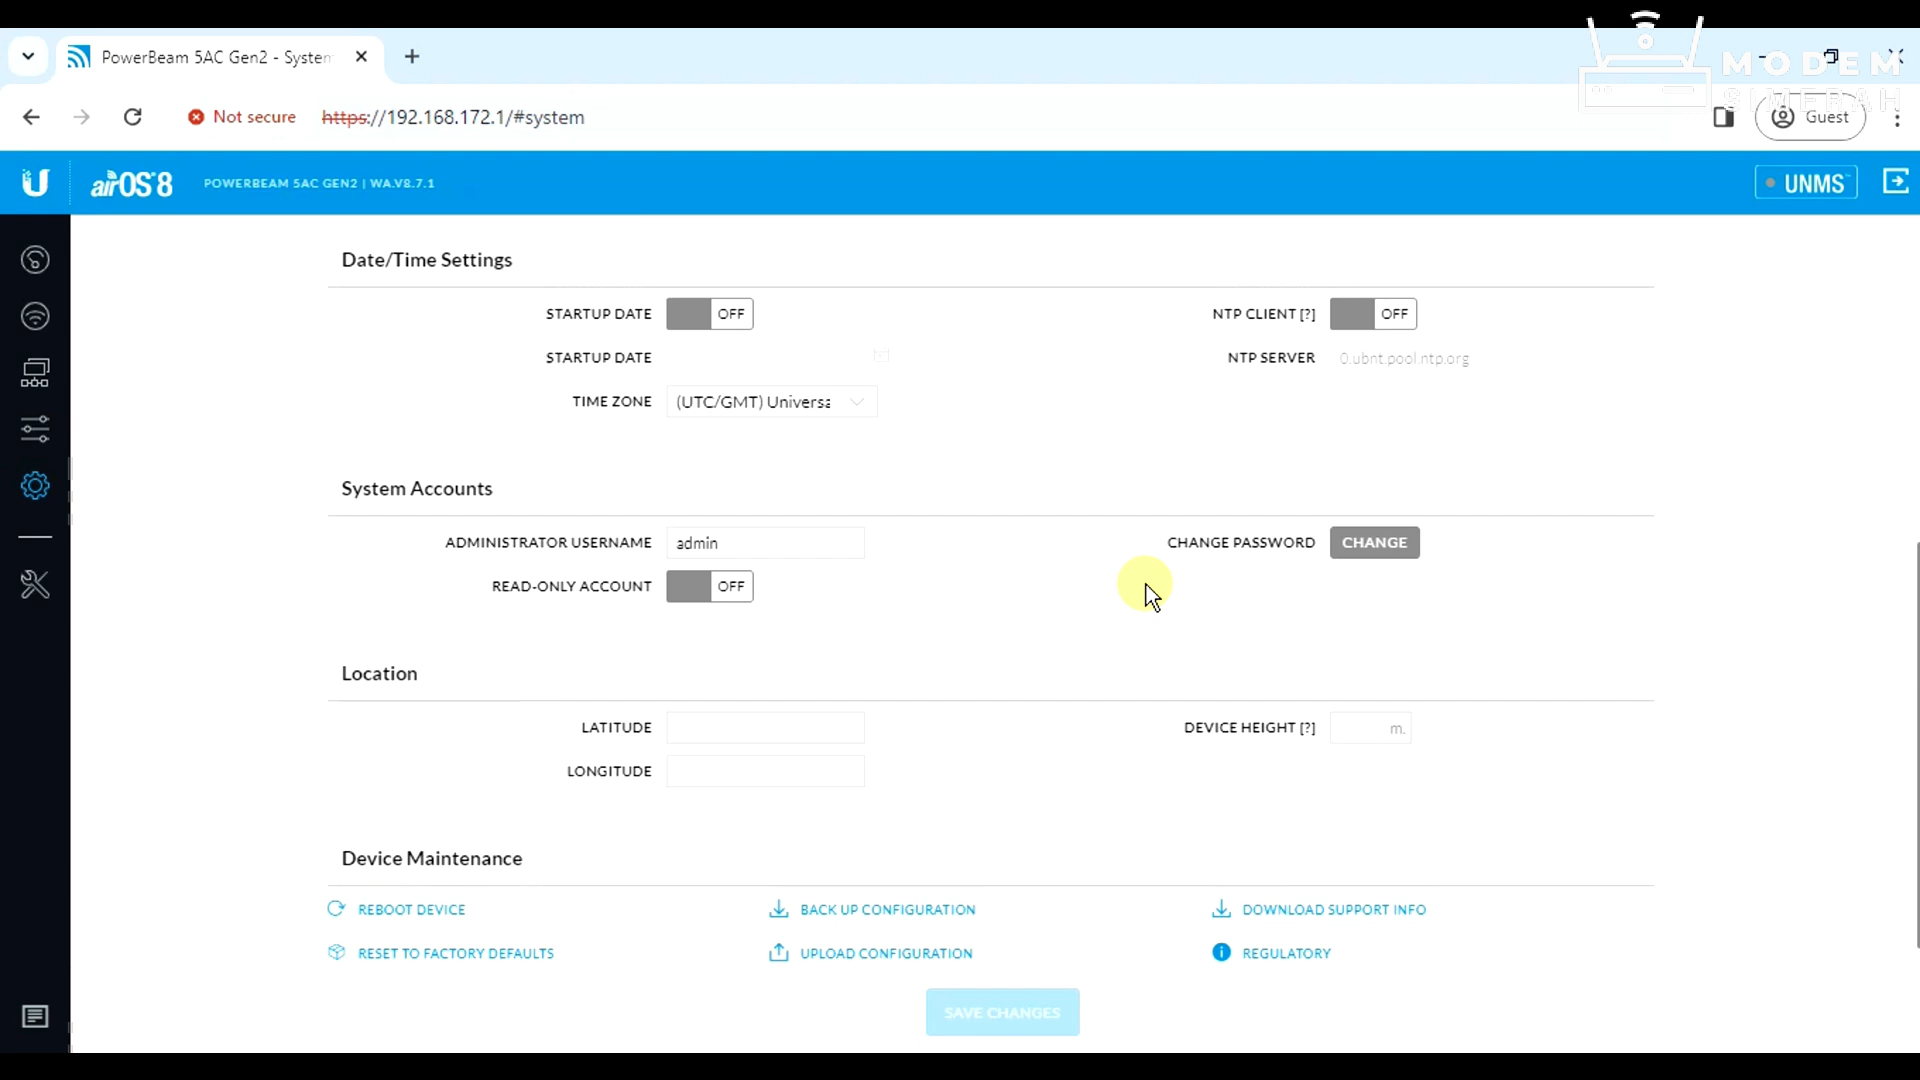 PowerBeam 5AC Gen2 - System
MODEM
SIMERAH
Not secure https://192.168.172.1/#system
Guest
airOS 8 POWERBEAM 5AC GEN2 | WA.V8.7.1
UNMS
Date/Time Settings
STARTUP DATE OFF
NTP CLIENT [?] OFF
STARTUP DATE
NTP SERVER 0.ubnt.pool.ntp.org
TIME ZONE (UTC/GMT) Universa
System Accounts
ADMINISTRATOR USERNAME admin
CHANGE PASSWORD CHANGE
READ-ONLY ACCOUNT OFF
Location
LATITUDE
DEVICE HEIGHT [?] m.
LONGITUDE
Device Maintenance
REBOOT DEVICE
BACK UP CONFIGURATION
DOWNLOAD SUPPORT INFO
RESET TO FACTORY DEFAULTS
UPLOAD CONFIGURATION
REGULATORY
SAVE CHANGES